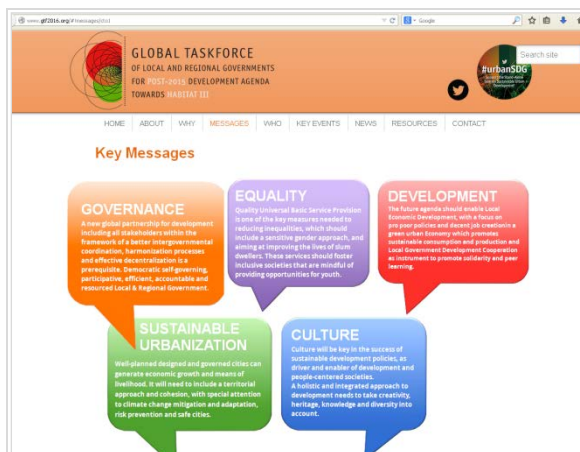 www.gtf2016.org/#!messages/c1sl1
Google
GLOBAL TASKFORCE
OF LOCAL AND REGIONAL GOVERNMENTS
FOR POST-2015 DEVELOPMENT AGENDA
TOWARDS HABITAT III
#urbanSDG
Search site
HOME ABOUT WHY MESSAGES WHO KEY EVENTS NEWS RESOURCES CONTACT
Key Messages
GOVERNANCE
A new global partnership for development
including all stakeholders within the
framework of a better intergovernmental
coordination, harmonization processes
and effective decentralization is a
prerequisite. Democratic self-governing,
participative, efficient, accountable and
resourced Local & Regional Government.
EQUALITY
Quality Universal Basic Service Provision
is one of the key measures needed to
reducing inequalities, which should
include a sensitive gender approach, and
aiming at improving the lives of slum
dwellers. These services should foster
inclusive societies that are mindful of
providing opportunities for youth.
DEVELOPMENT
The future agenda should enable Local
Economic Development, with a focus on
pro poor policies and decent job creationin a
green urban Economy which promotes
sustainable consumption and production and
Local Government Development Cooperation
as instrument to promote solidarity and peer
learning.
SUSTAINABLE
URBANIZATION
Well-planned designed and governed cities can
generate economic growth and means of
livelihood. It will need to include a territorial
approach and cohesion, with special attention
to climate change mitigation and adaptation,
risk prevention and safe cities.
CULTURE
Culture will be key in the success of
sustainable development policies, as
driver and enabler of development and
people-centered societies.
A holistic and integrated approach to
development needs to take creativity,
heritage, knowledge and diversity into
account.